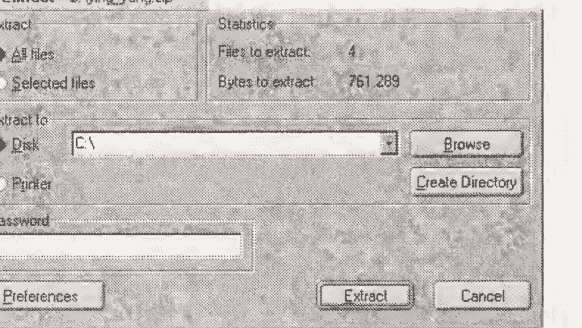 Extract
All files
Selected files
Statistics
Files to extract: 4
Bytes to extract 761.289
Extract to
Disk C:\
Browse
Printer
Create Directory
Password
Preferences
Extract
Cancel